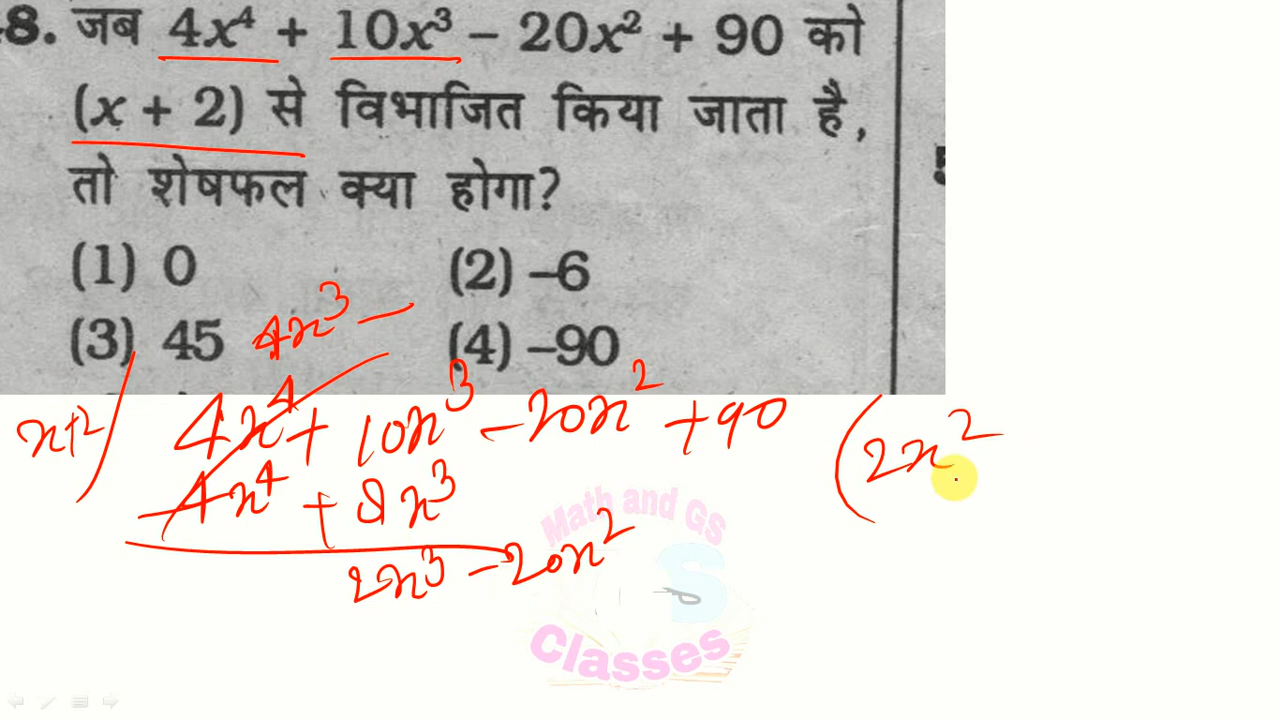 8. जब 4x⁴ + 10x³ – 20x² + 90 को
(x + 2) से विभाजित किया जाता है,
तो शेषफल क्या होगा?
(1) 0 (2) –6
(3) 45 (4) –90
4x³ –
x+2) 4x⁴ + 10x³ – 20x² + 90 (2x²
4x⁴ + 8x³
2x³ – 20x²
Math and GS
GS
Classes